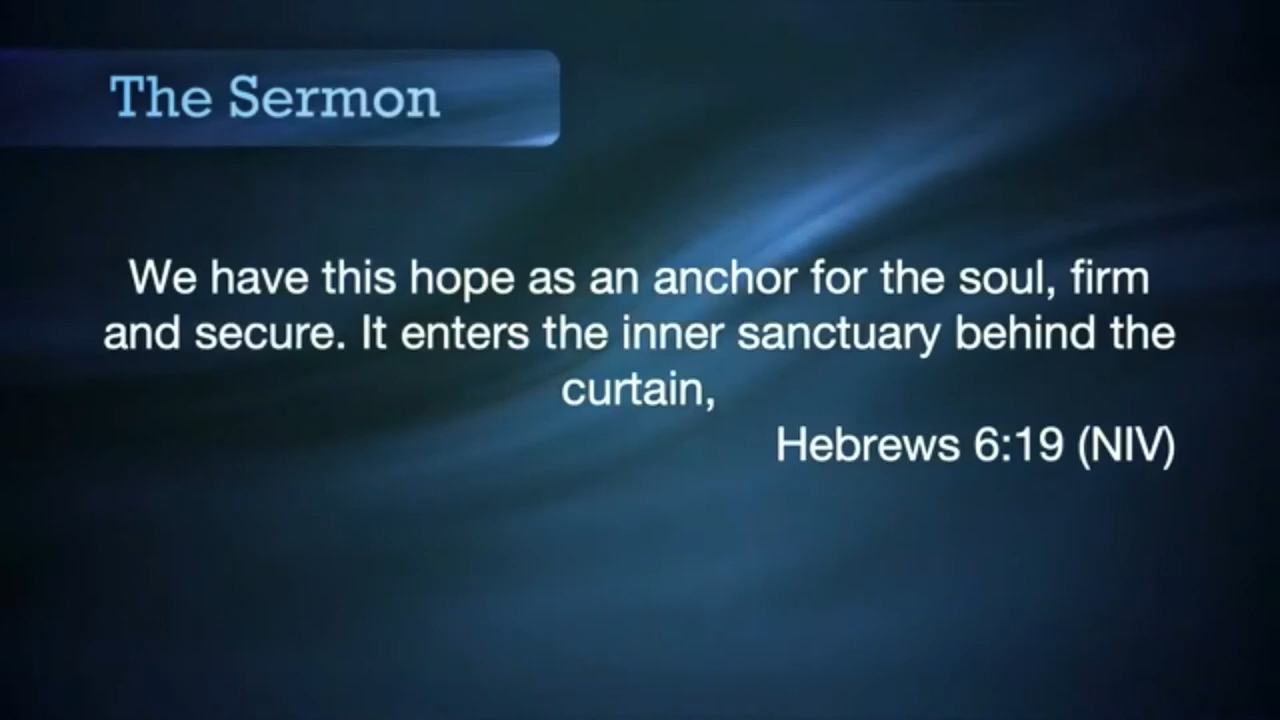 The Sermon
We have this hope as an anchor for the soul, firm
and secure. It enters the inner sanctuary behind the
curtain,
Hebrews 6:19 (NIV)